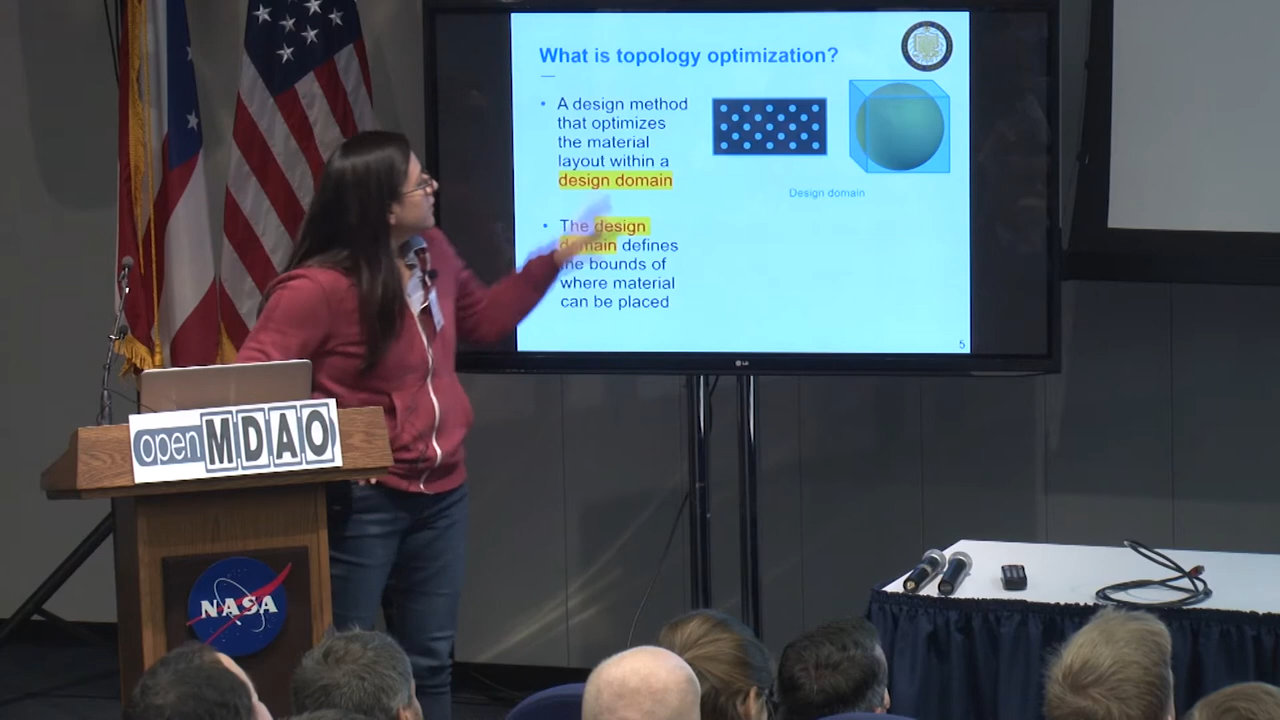 What is topology optimization?
• A design method
that optimizes
the material
layout within a
design domain
• The design
domain defines
the bounds of
where material
can be placed
Design domain
5
LG
openMDAO
NASA